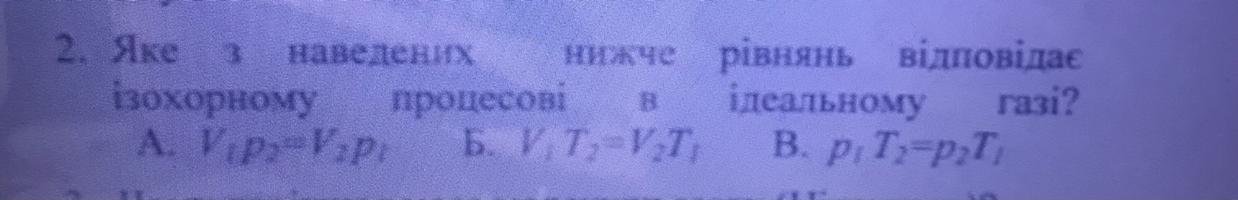 2. Яке з наведених нижче рівнянь відповідає
ізохорному процесові в ідеальному газі?
А. V₁p₂=V₂p₁ Б. V₁T₂=V₂T₁ В. p₁T₂=p₂T₁